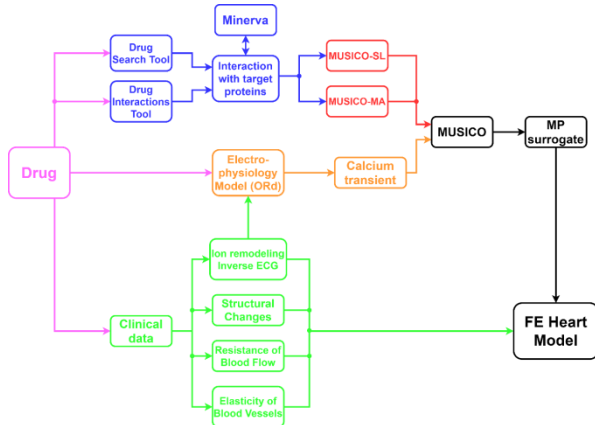 Minerva
Drug
Search Tool
Drug
Interactions
Tool
Interaction
with target
proteins
MUSICO-SL
MUSICO-MA
MUSICO
MP
surrogate
Drug
Electro-
physiology
Model (ORd)
Calcium
transient
Ion remodeling
Inverse ECG
Structural
Changes
Clinical
data
Resistance of
Blood Flow
Elasticity of
Blood Vessels
FE Heart
Model